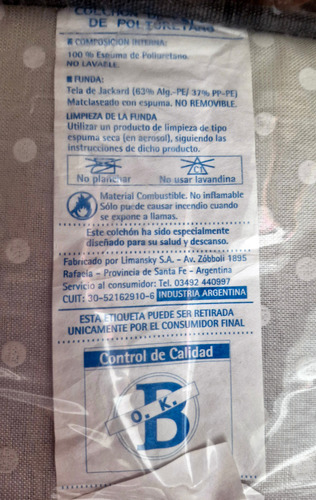 COLCHÓN
DE POLIURETANO
COMPOSICION INTERNA:
100 % Espuma de Poliuretano.
NO LAVABLE.
FUNDA:
Tela de Jackard (63% Alg.-PE/ 37% PP-PE)
Matclaseado con espuma. NO REMOVIBLE.
LIMPIEZA DE LA FUNDA
Utilizar un producto de limpieza de tipo
espuma seca (en aerosol), siguiendo las
instrucciones de dicho producto.
No planchar
CL
No usar lavandina
Material Combustible. No inflamable
Sólo puede causar incendio cuando
se expone a llamas.
Este colchón ha sido especialmente
diseñado para su salud y descanso.
Fabricado por Limansky S.A. - Av. Zóbboli 1895
Rafaela - Provincia de Santa Fe - Argentina
Servicio al consumidor: Tel. 03492 440997
CUIT: 30-52162910-6 INDUSTRIA ARGENTINA
ESTA ETIQUETA PUEDE SER RETIRADA
UNICAMENTE POR EL CONSUMIDOR FINAL
Control de Calidad
B
O.K.